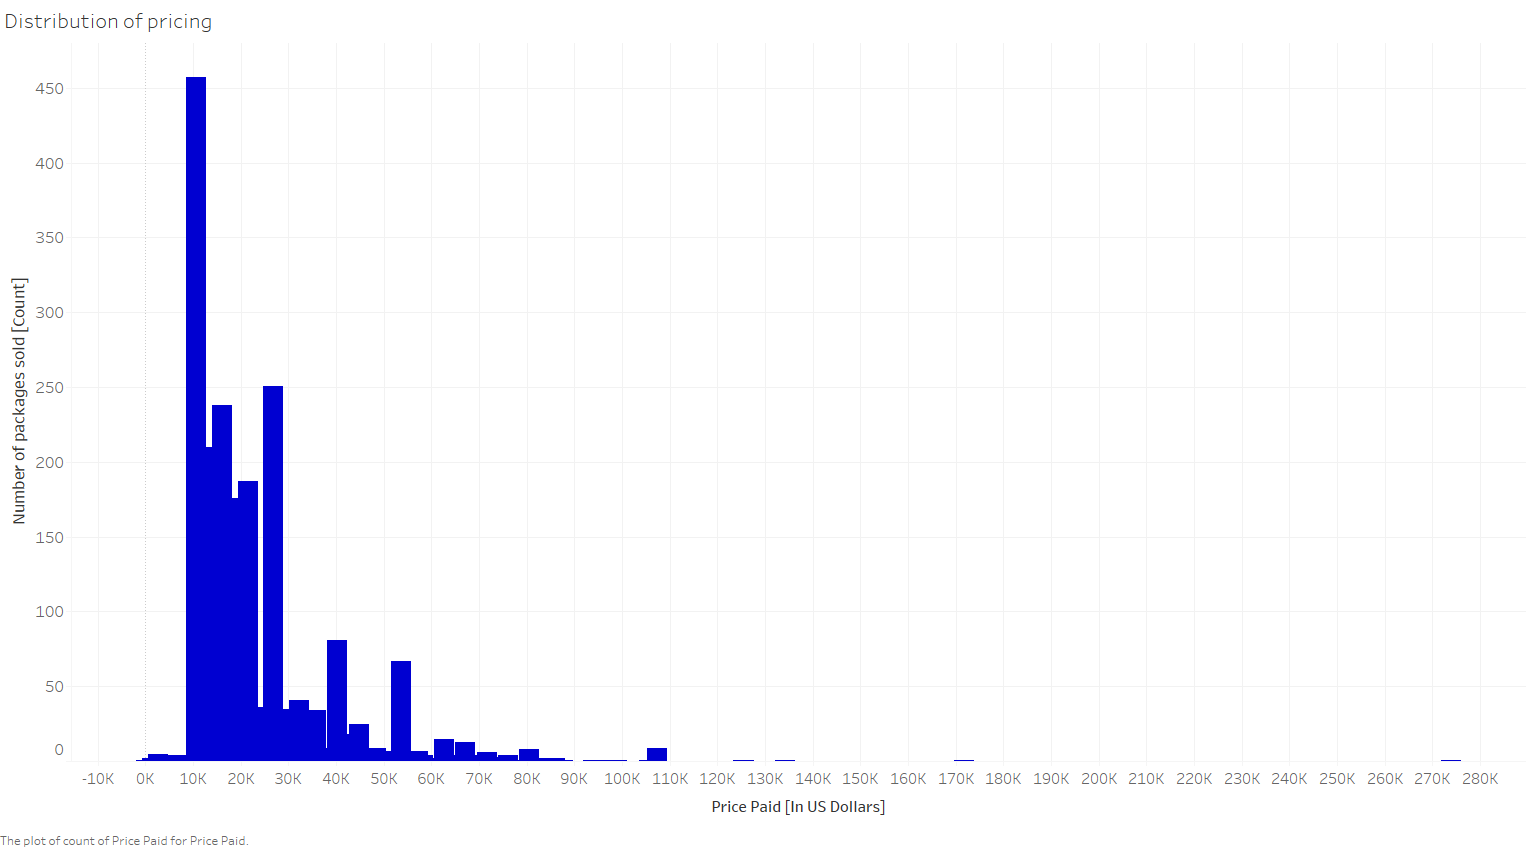 Distribution of pricing
450
400
350
300
250
200
150
100
50
0
Number of packages sold [Count]
-10K 0K 10K 20K 30K 40K 50K 60K 70K 80K 90K 100K 110K 120K 130K 140K 150K 160K 170K 180K 190K 200K 210K 220K 230K 240K 250K 260K 270K 280K
Price Paid [In US Dollars]
The plot of count of Price Paid for Price Paid.